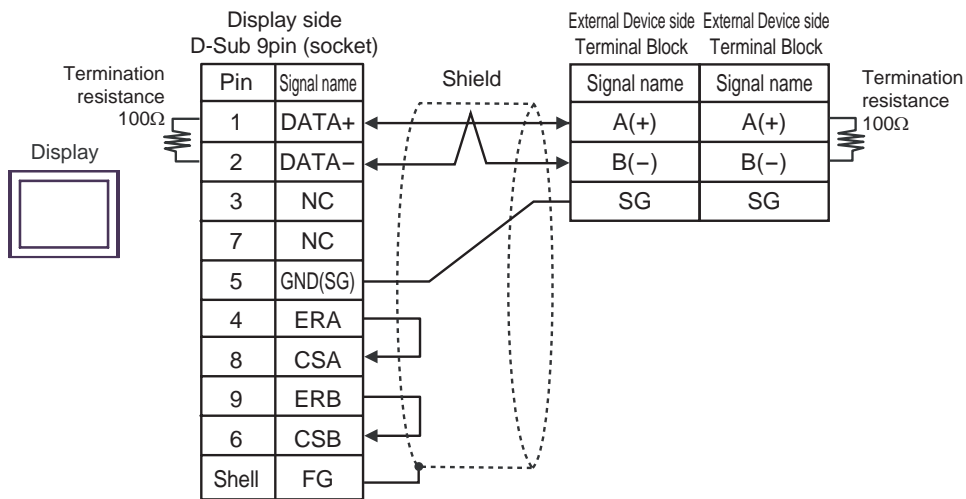 Display side
D-Sub 9pin (socket)
External Device side External Device side
Terminal Block Terminal Block
Termination
resistance
100Ω
Display
Shield
Pin Signal name
1 DATA+
2 DATA−
3 NC
7 NC
5 GND(SG)
4 ERA
8 CSA
9 ERB
6 CSB
Shell FG
Signal name Signal name
A(+) A(+)
B(−) B(−)
SG SG
Termination
resistance
100Ω